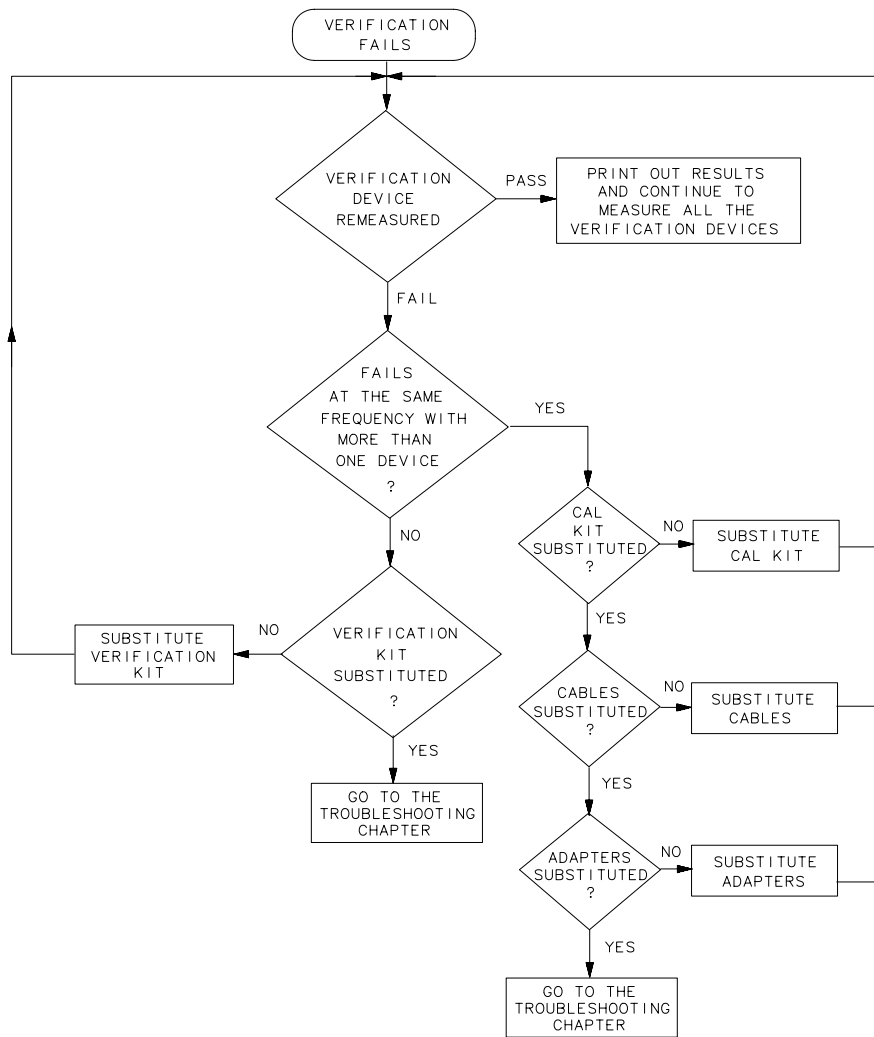 VERIFICATION
FAILS
VERIFICATION
DEVICE
REMEASURED
PASS
PRINT OUT RESULTS
AND CONTINUE TO
MEASURE ALL THE
VERIFICATION DEVICES
FAIL
FAILS
AT THE SAME
FREQUENCY WITH
MORE THAN
ONE DEVICE
?
YES
NO
CAL
KIT
SUBSTITUTED
?
NO
SUBSTITUTE
CAL KIT
YES
VERIFICATION
KIT
SUBSTITUTED
?
NO
SUBSTITUTE
VERIFICATION
KIT
YES
GO TO THE
TROUBLESHOOTING
CHAPTER
CABLES
SUBSTITUTED
?
NO
SUBSTITUTE
CABLES
YES
ADAPTERS
SUBSTITUTED
?
NO
SUBSTITUTE
ADAPTERS
YES
GO TO THE
TROUBLESHOOTING
CHAPTER